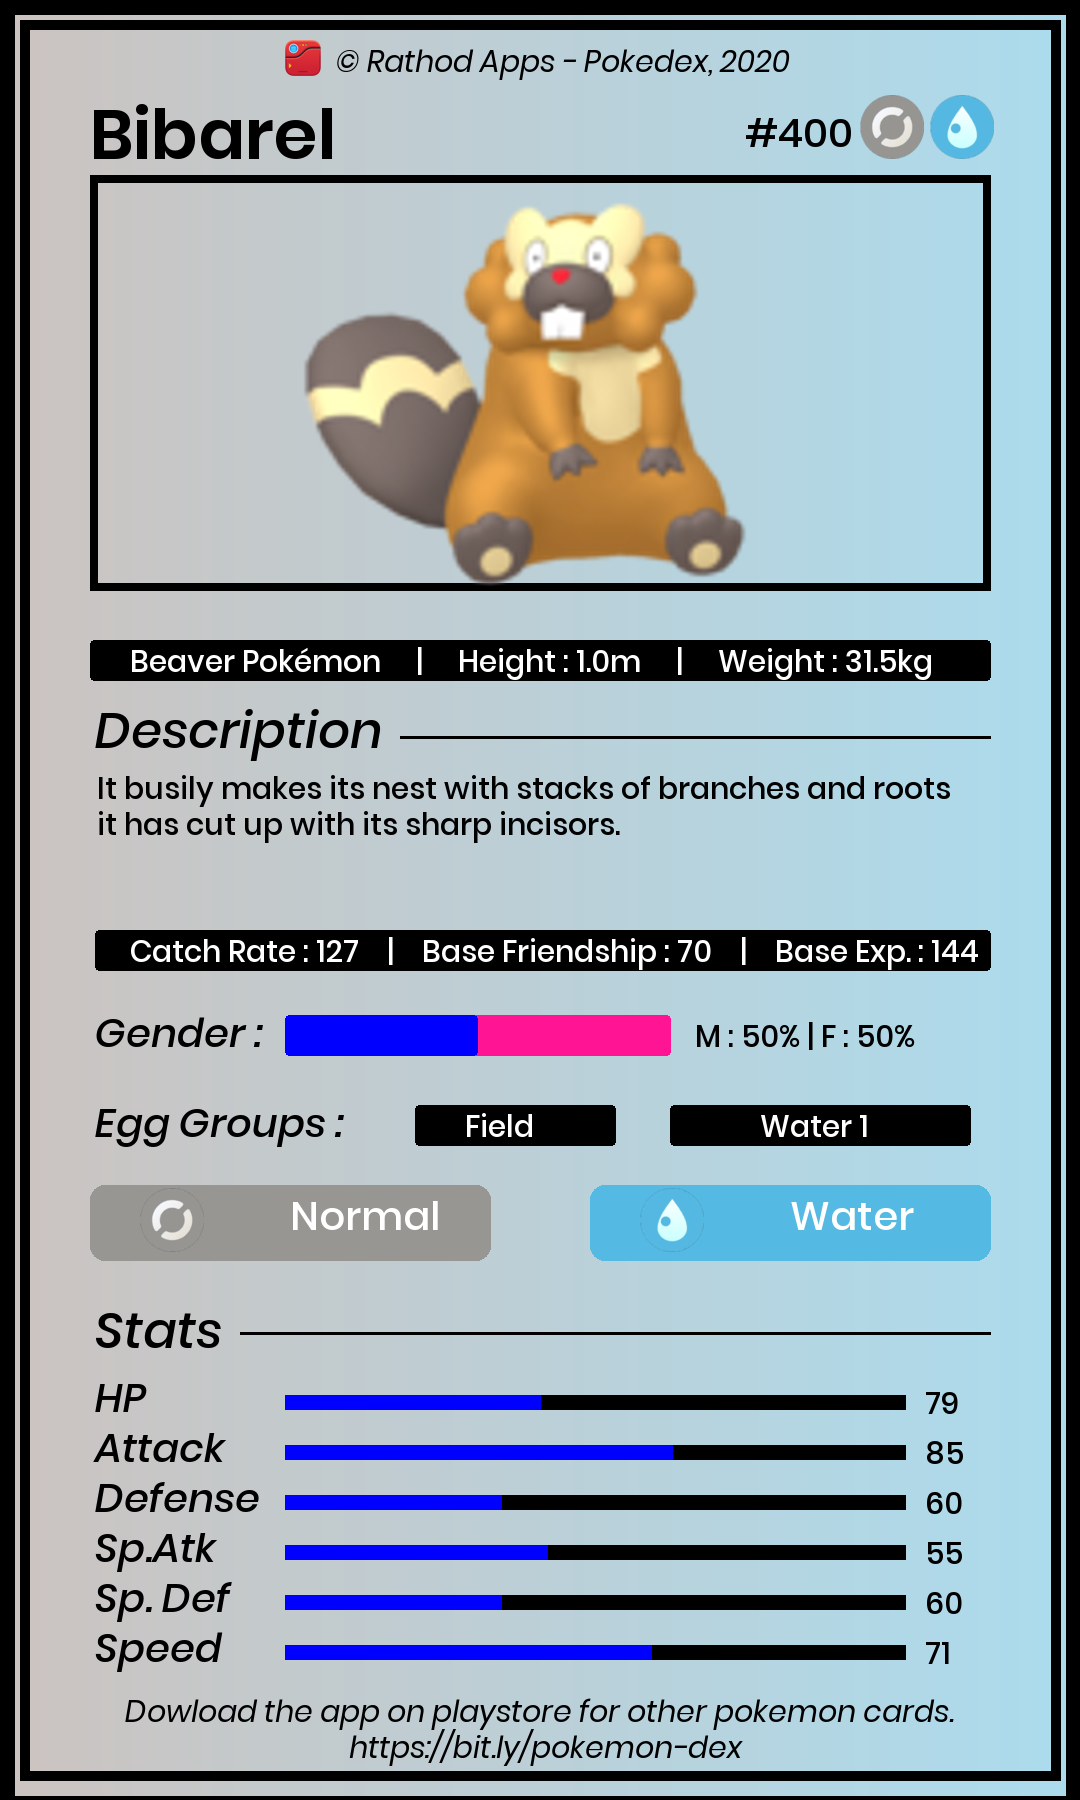 © Rathod Apps - Pokedex, 2020
Bibarel #400
Beaver Pokémon | Height : 1.0m | Weight : 31.5kg
Description
It busily makes its nest with stacks of branches and roots
it has cut up with its sharp incisors.
Catch Rate : 127 | Base Friendship : 70 | Base Exp. : 144
Gender : M : 50% | F : 50%
Egg Groups : Field Water 1
Normal Water
Stats
HP 79
Attack 85
Defense 60
Sp.Atk 55
Sp. Def 60
Speed 71
Dowload the app on playstore for other pokemon cards.
https://bit.ly/pokemon-dex